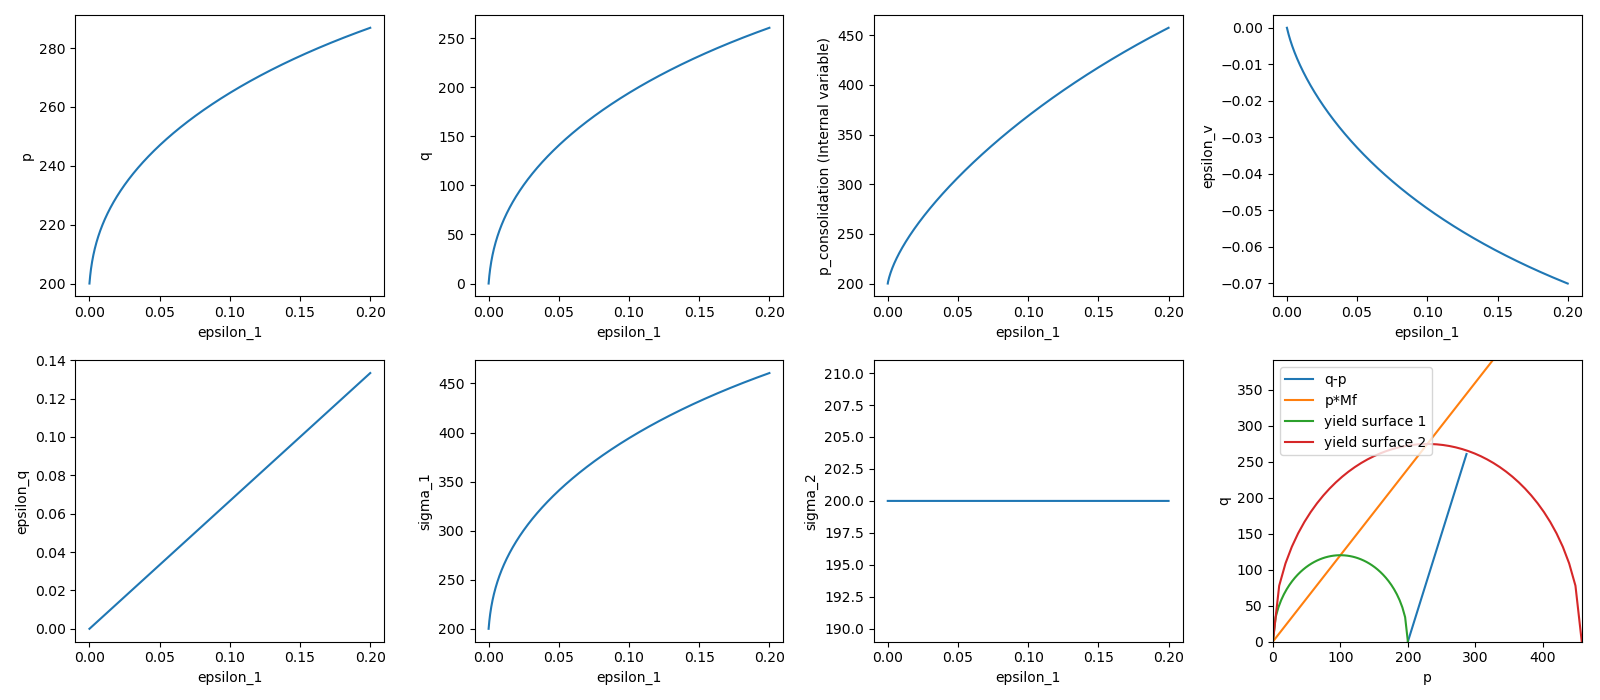 280
260
240
220
200
p
0.00 0.05 0.10 0.15 0.20
epsilon_1
250
200
150
100
50
0
q
0.00 0.05 0.10 0.15 0.20
epsilon_1
450
400
350
300
250
200
p_consolidation (Internal variable)
0.00 0.05 0.10 0.15 0.20
epsilon_1
0.00
−0.01
−0.02
−0.03
−0.04
−0.05
−0.06
−0.07
epsilon_v
0.00 0.05 0.10 0.15 0.20
epsilon_1
0.14
0.12
0.10
0.08
0.06
0.04
0.02
0.00
epsilon_q
0.00 0.05 0.10 0.15 0.20
epsilon_1
450
400
350
300
250
200
sigma_1
0.00 0.05 0.10 0.15 0.20
epsilon_1
210.0
207.5
205.0
202.5
200.0
197.5
195.0
192.5
190.0
sigma_2
0.00 0.05 0.10 0.15 0.20
epsilon_1
350
300
250
200
150
100
50
0
q
q-p
p*Mf
yield surface 1
yield surface 2
0 100 200 300 400
p